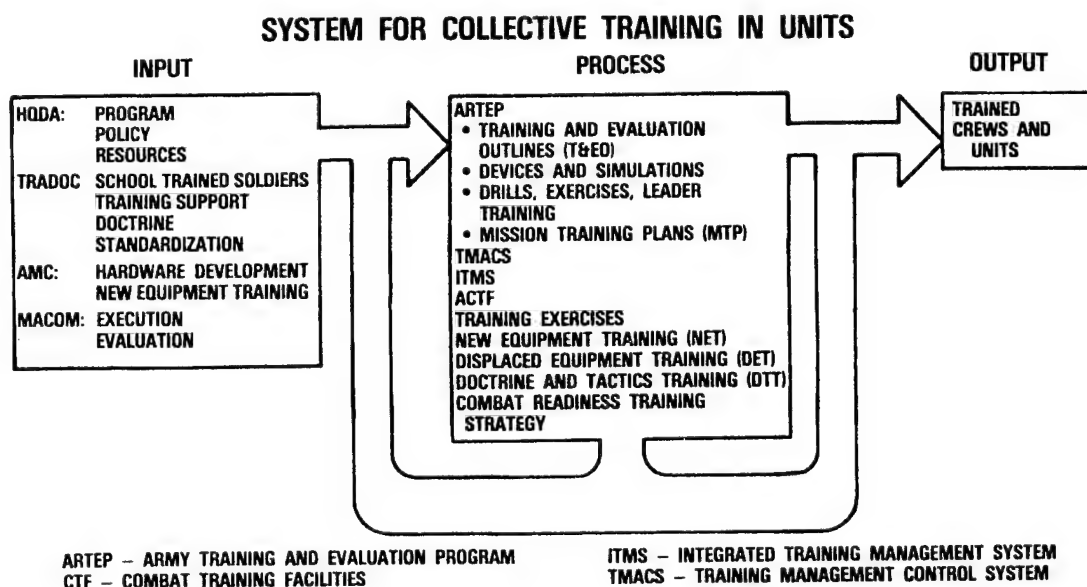 SYSTEM FOR COLLECTIVE TRAINING IN UNITS
INPUT
HQDA: PROGRAM
POLICY
RESOURCES
TRADOC SCHOOL TRAINED SOLDIERS
TRAINING SUPPORT
DOCTRINE
STANDARDIZATION
AMC: HARDWARE DEVELOPMENT
NEW EQUIPMENT TRAINING
MACOM: EXECUTION
EVALUATION
PROCESS
ARTEP
• TRAINING AND EVALUATION
OUTLINES (T&EO)
• DEVICES AND SIMULATIONS
• DRILLS, EXERCISES, LEADER
TRAINING
• MISSION TRAINING PLANS (MTP)
TMACS
ITMS
ACTF
TRAINING EXERCISES
NEW EQUIPMENT TRAINING (NET)
DISPLACED EQUIPMENT TRAINING (DET)
DOCTRINE AND TACTICS TRAINING (DTT)
COMBAT READINESS TRAINING
STRATEGY
OUTPUT
TRAINED
CREWS AND
UNITS
ARTEP – ARMY TRAINING AND EVALUATION PROGRAM
CTF – COMBAT TRAINING FACILITIES
ITMS – INTEGRATED TRAINING MANAGEMENT SYSTEM
TMACS – TRAINING MANAGEMENT CONTROL SYSTEM